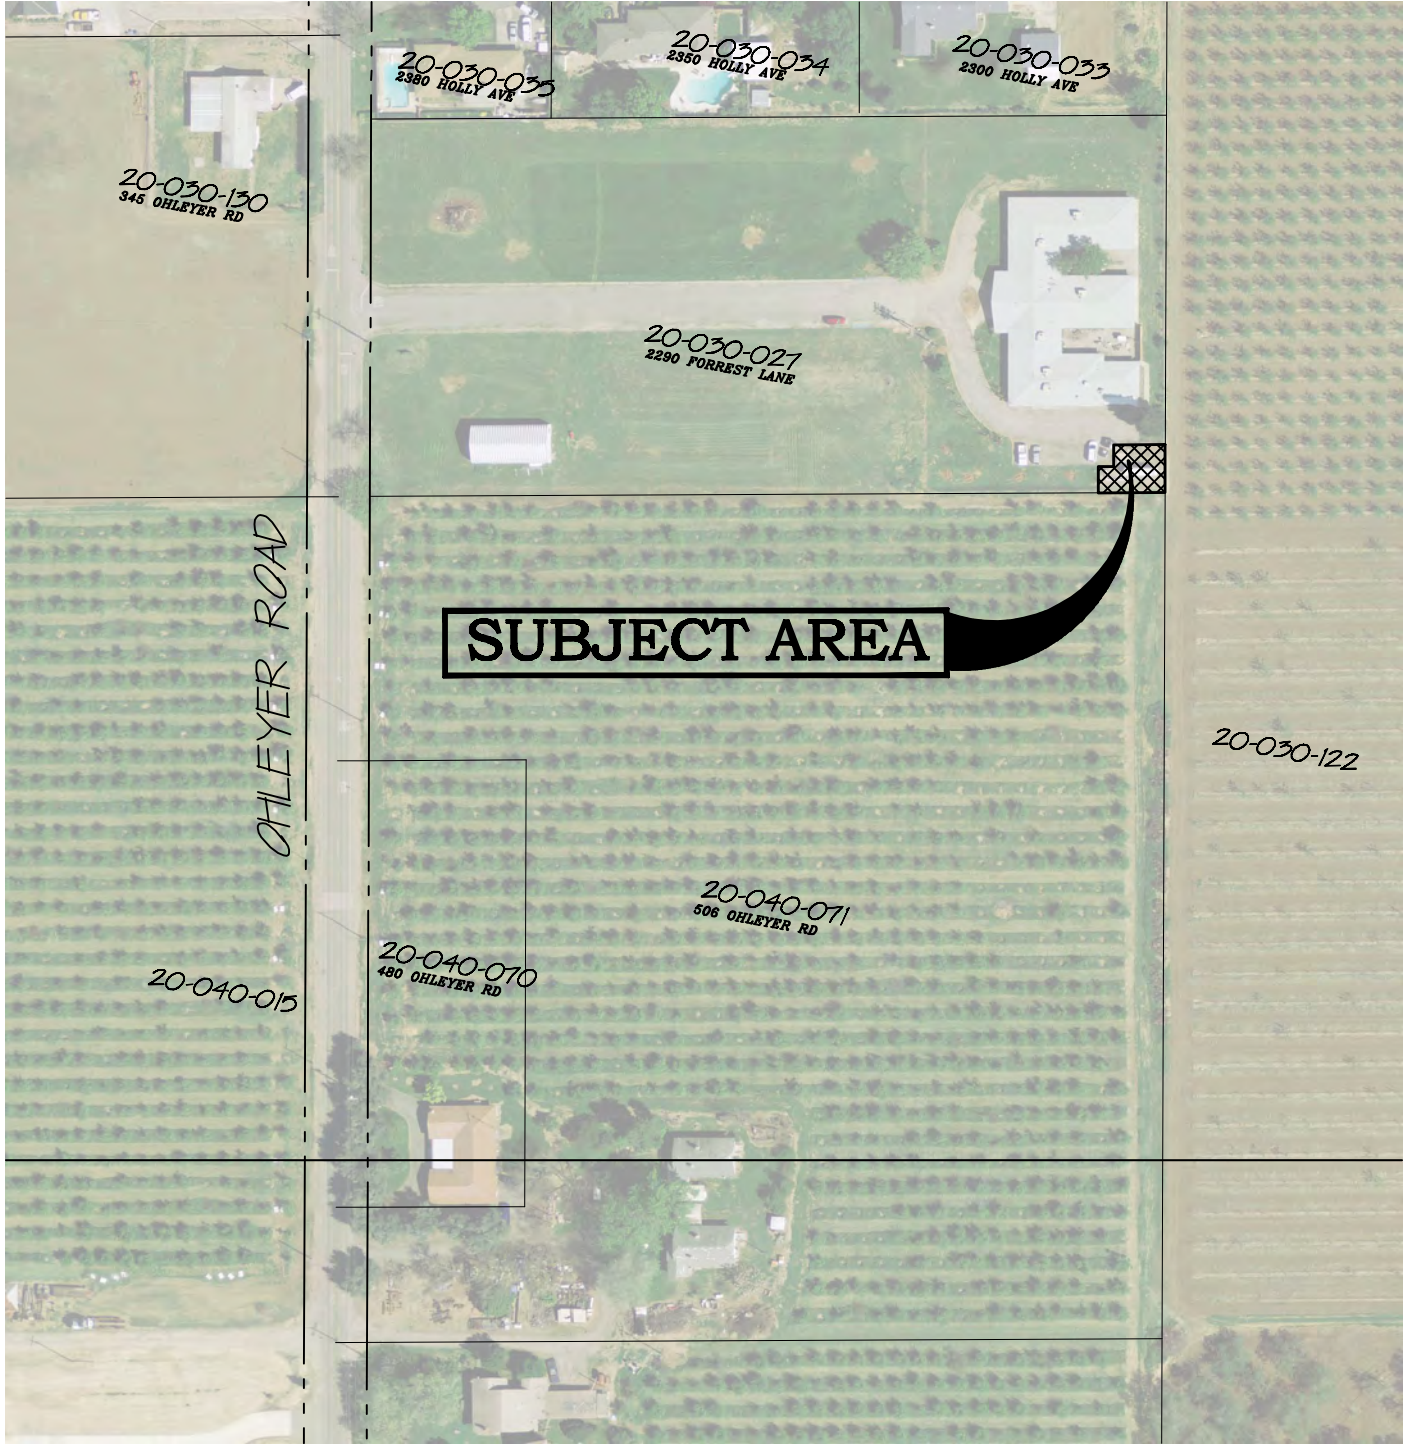 20-030-035
2380 HOLLY AVE
20-030-034
2350 HOLLY AVE
20-030-033
2300 HOLLY AVE
20-030-130
345 OHLEYER RD
20-030-027
2290 FORREST LANE
OHLEYER ROAD
SUBJECT AREA
20-030-122
20-040-071
506 OHLEYER RD
20-040-070
480 OHLEYER RD
20-040-015